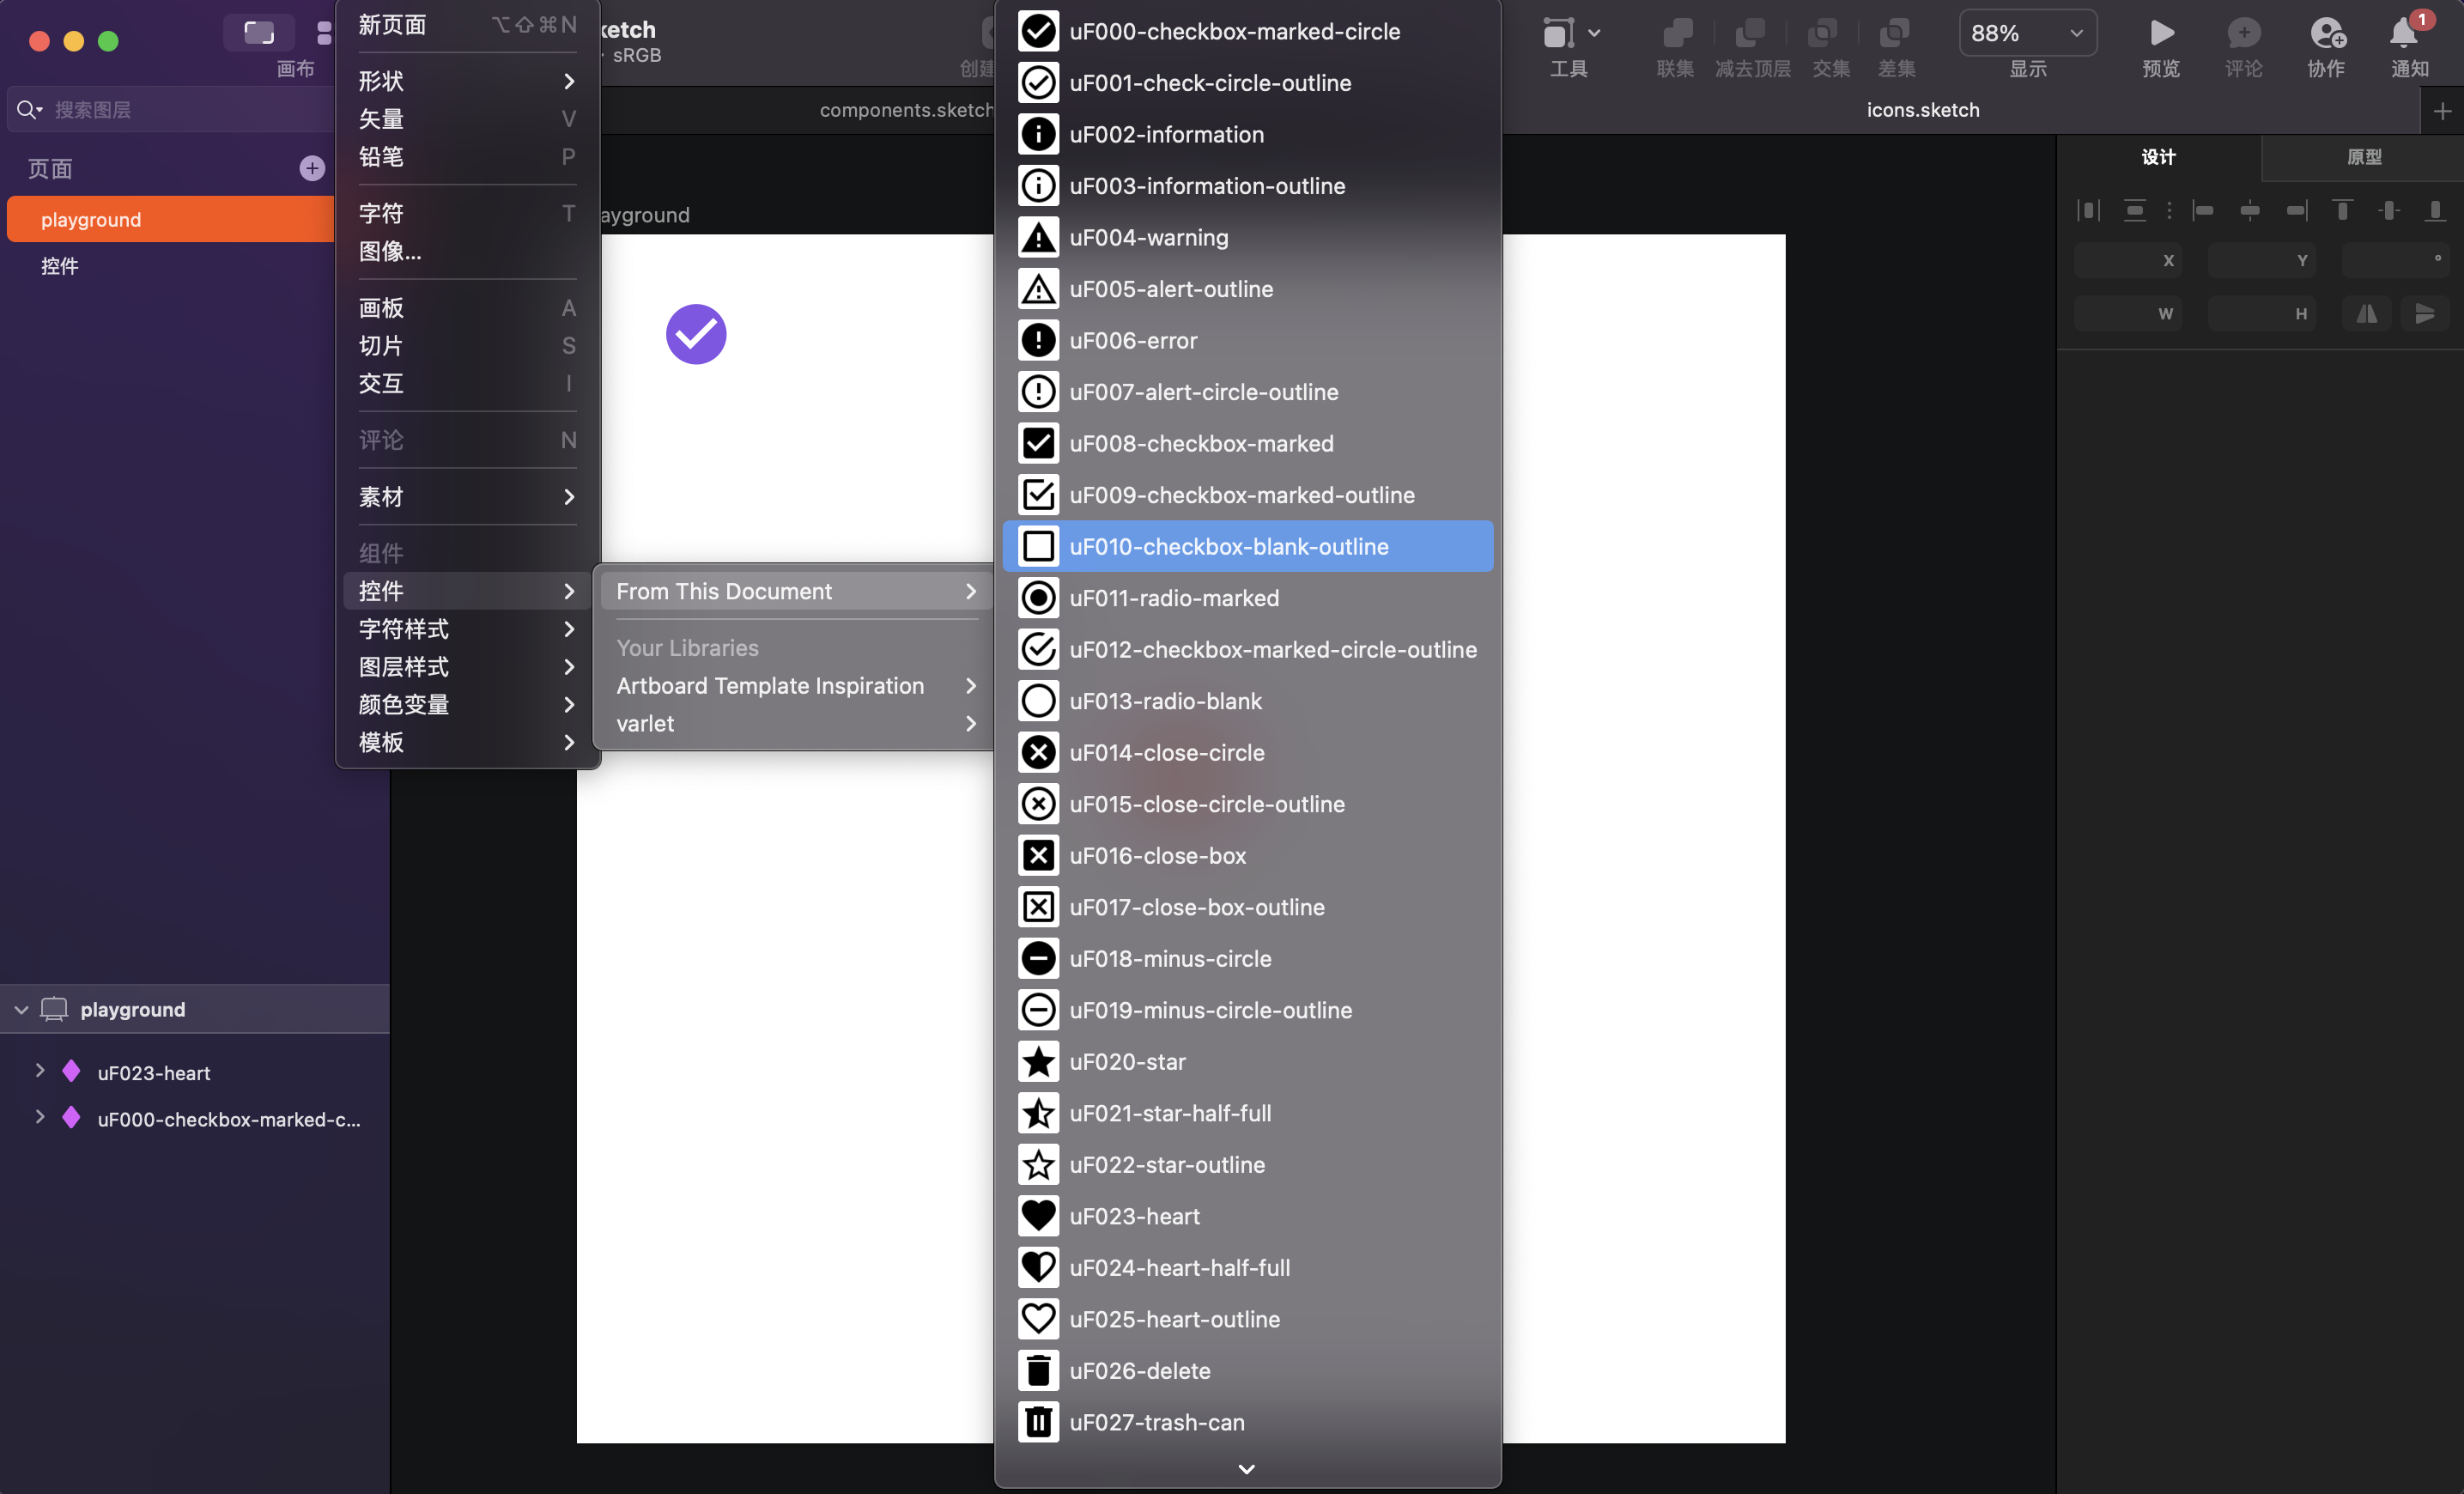 画布
搜索图层
页面
playground
控件
playground
uF023-heart
uF000-checkbox-marked-c...
新页面 ⌥⇧⌘N
形状
矢量 V
铅笔 P
字符 T
图像...
画板 A
切片 S
交互 I
评论 N
素材
组件
控件
字符样式
图层样式
颜色变量
模板
ketch
sRGB
创建
components.sketch
ayground
From This Document
Your Libraries
Artboard Template Inspiration
varlet
uF000-checkbox-marked-circle
uF001-check-circle-outline
uF002-information
uF003-information-outline
uF004-warning
uF005-alert-outline
uF006-error
uF007-alert-circle-outline
uF008-checkbox-marked
uF009-checkbox-marked-outline
uF010-checkbox-blank-outline
uF011-radio-marked
uF012-checkbox-marked-circle-outline
uF013-radio-blank
uF014-close-circle
uF015-close-circle-outline
uF016-close-box
uF017-close-box-outline
uF018-minus-circle
uF019-minus-circle-outline
uF020-star
uF021-star-half-full
uF022-star-outline
uF023-heart
uF024-heart-half-full
uF025-heart-outline
uF026-delete
uF027-trash-can
工具
联集
减去顶层
交集
差集
88%
显示
预览
评论
协作
1
通知
icons.sketch
设计 原型
X Y °
W H